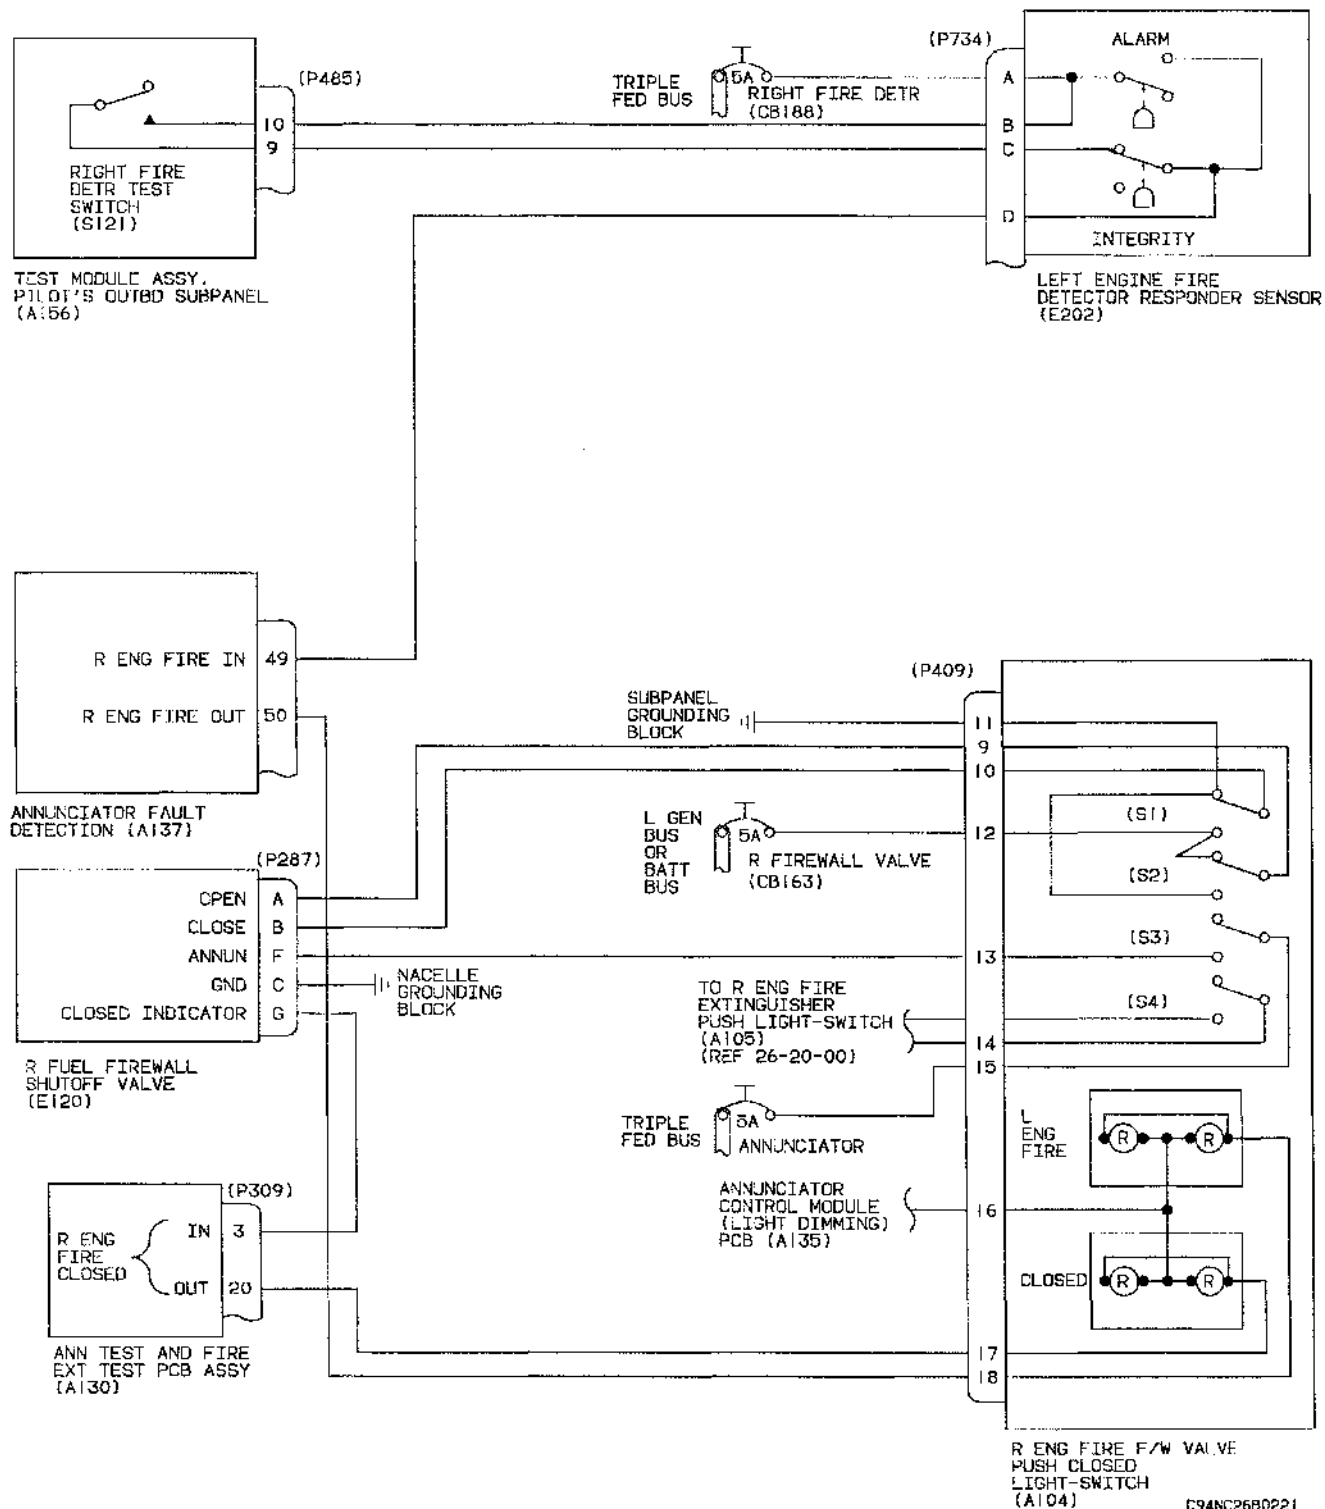 (P485)
10
9
RIGHT FIRE
DETR TEST
SWITCH
(S121)
TEST MODULE ASSY,
PILOT'S OUTBD SUBPANEL
(A156)
TRIPLE
FED BUS
5A
RIGHT FIRE DETR
(CB188)
(P734)
A
B
C
D
ALARM
INTEGRITY
LEFT ENGINE FIRE
DETECTOR RESPONDER SENSOR
(E202)
R ENG FIRE IN 49
R ENG FIRE OUT 50
ANNUNCIATOR FAULT
DETECTION (A137)
(P287)
OPEN A
CLOSE B
ANNUN F
GND C
CLOSED INDICATOR G
R FUEL FIREWALL
SHUTOFF VALVE
(E120)
NACELLE
GROUNDING
BLOCK
(P309)
R ENG
FIRE
CLOSED
IN 3
OUT 20
ANN TEST AND FIRE
EXT TEST PCB ASSY
(A130)
(P409)
SUBPANEL
GROUNDING
BLOCK
11
9
10
L GEN
BUS
OR
BATT
BUS
5A
R FIREWALL VALVE
(CB163)
12
13
TO R ENG FIRE
EXTINGUISHER
PUSH LIGHT-SWITCH
(A105)
(REF 26-20-00)
14
15
TRIPLE
FED BUS
5A
ANNUNCIATOR
ANNUNCIATOR
CONTROL MODULE
(LIGHT DIMMING)
PCB (A135)
16
17
18
(S1)
(S2)
(S3)
(S4)
L
ENG
FIRE
R R
CLOSED
R R
R ENG FIRE F/W VALVE
PUSH CLOSED
LIGHT-SWITCH
(A104)
C94NC26B0221